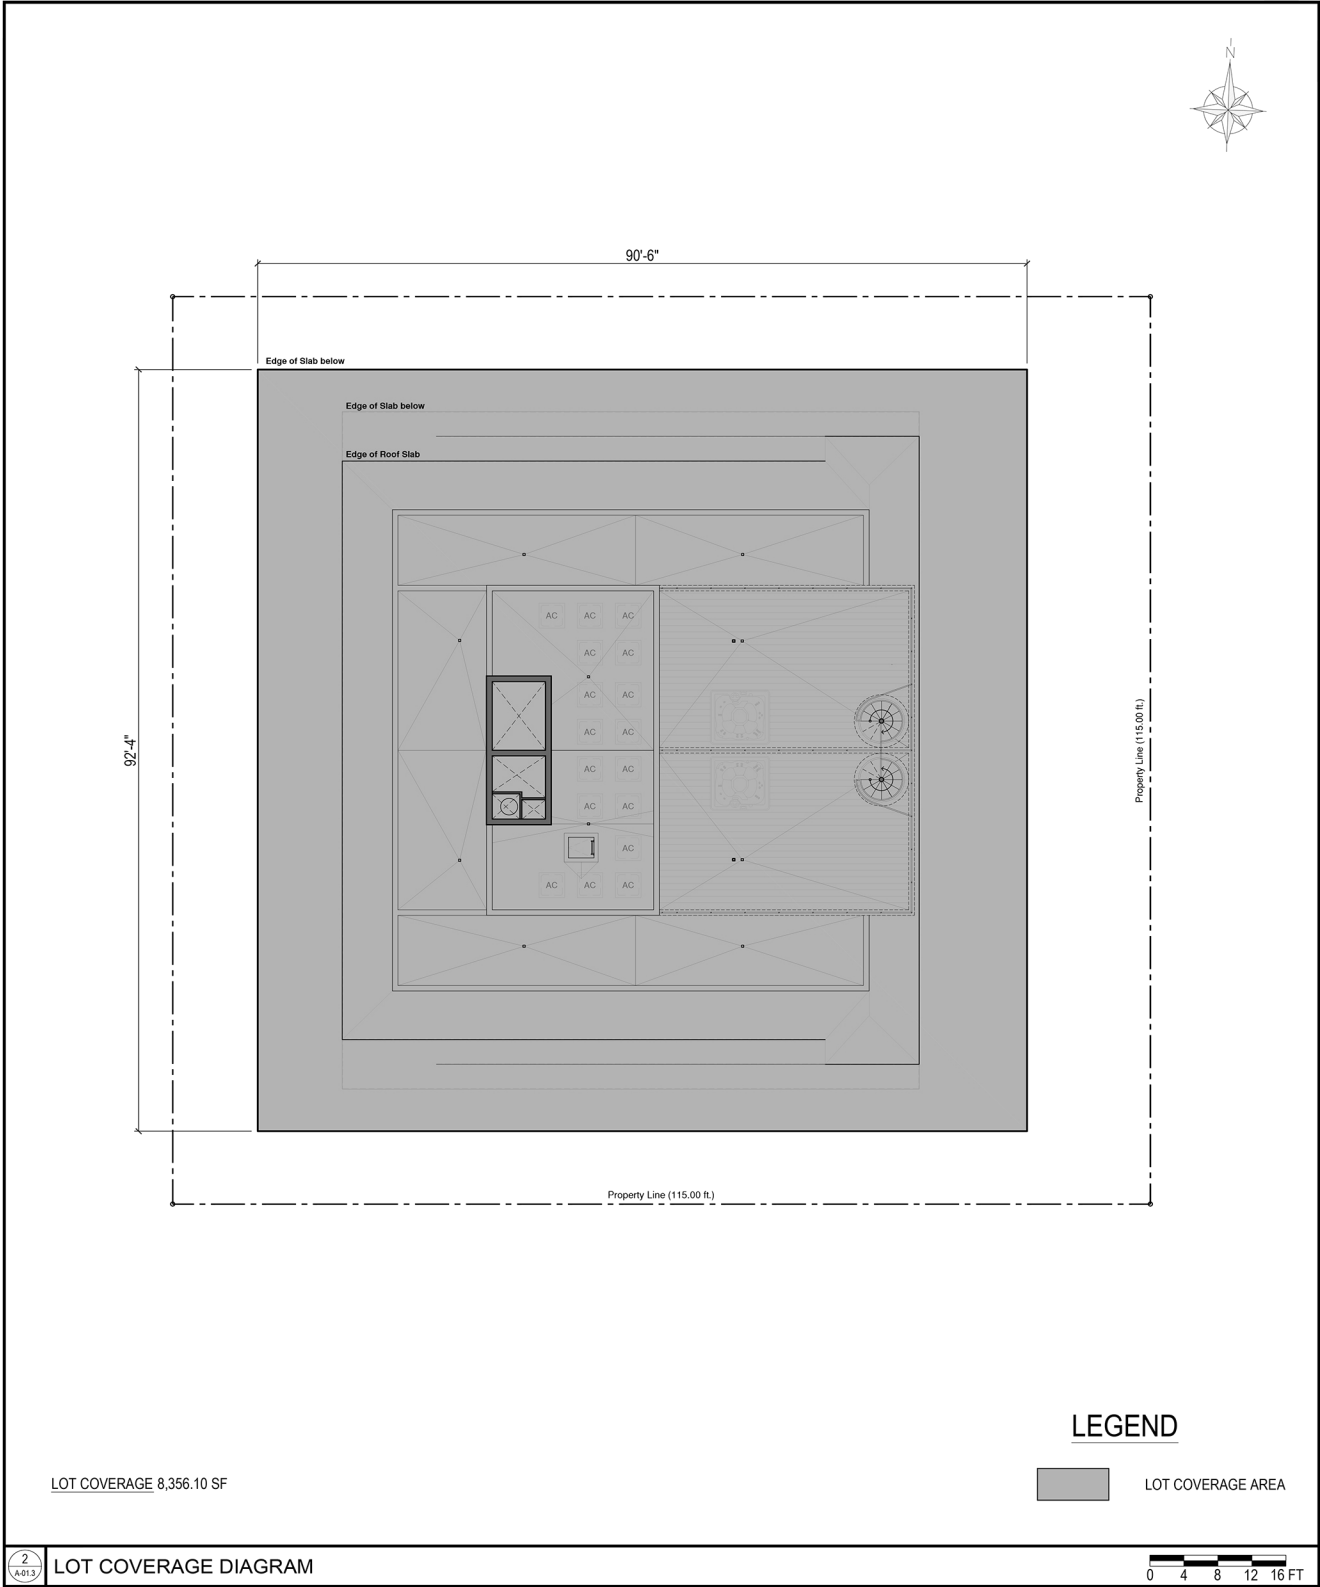 N
90'-6"
Edge of Slab below
Edge of Slab below
Edge of Roof Slab
AC AC AC
AC AC
AC AC
AC AC
92'-4"
Property Line (115.00 ft.)
AC AC
AC AC
AC
AC AC AC
Property Line (115.00 ft.)
LEGEND
LOT COVERAGE 8,356.10 SF
LOT COVERAGE AREA
2
A-01.3
LOT COVERAGE DIAGRAM
0 4 8 12 16 FT